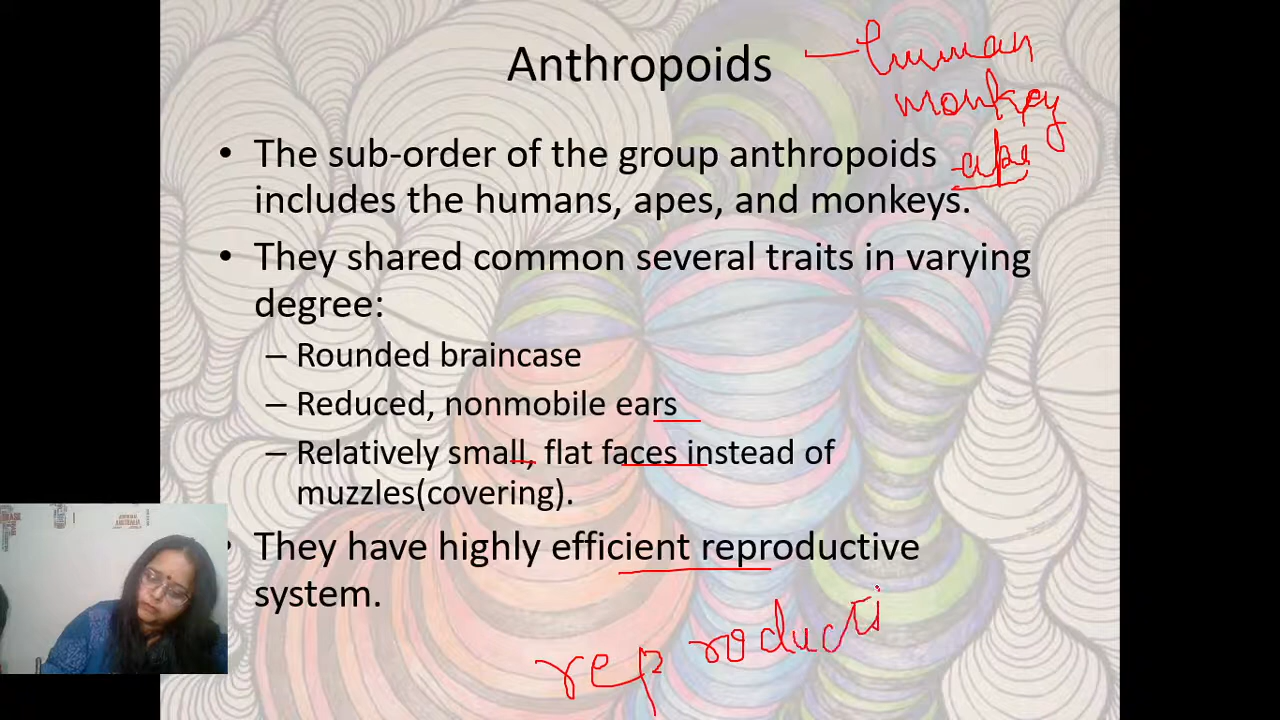 Anthropoids
human
monkey
ape
• The sub-order of the group anthropoids
includes the humans, apes, and monkeys.
• They shared common several traits in varying
degree:
– Rounded braincase
– Reduced, nonmobile ears
– Relatively small, flat faces instead of
muzzles(covering).
• They have highly efficient reproductive
system.
reproducti